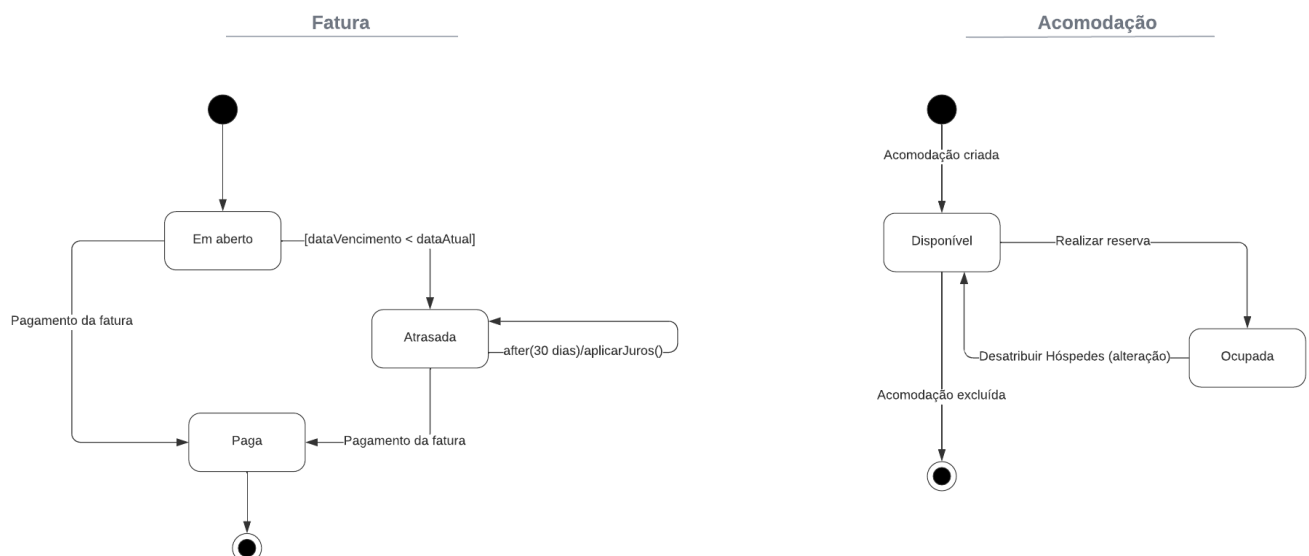 Fatura
Em aberto
[dataVencimento < dataAtual]
Pagamento da fatura
Atrasada
after(30 dias)/aplicarJuros()
Paga
Pagamento da fatura
Acomodação
Acomodação criada
Disponível
Realizar reserva
Desatribuir Hóspedes (alteração)
Ocupada
Acomodação excluída